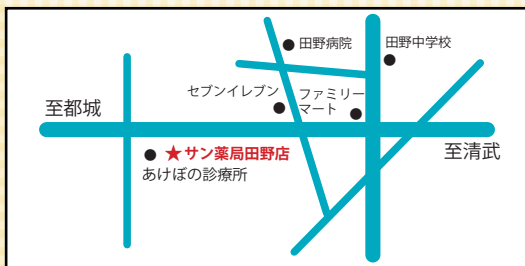 田野病院
田野中学校
セブンイレブン
ファミリー
マート
至都城
至清武
★サン薬局田野店
あけぼの診療所